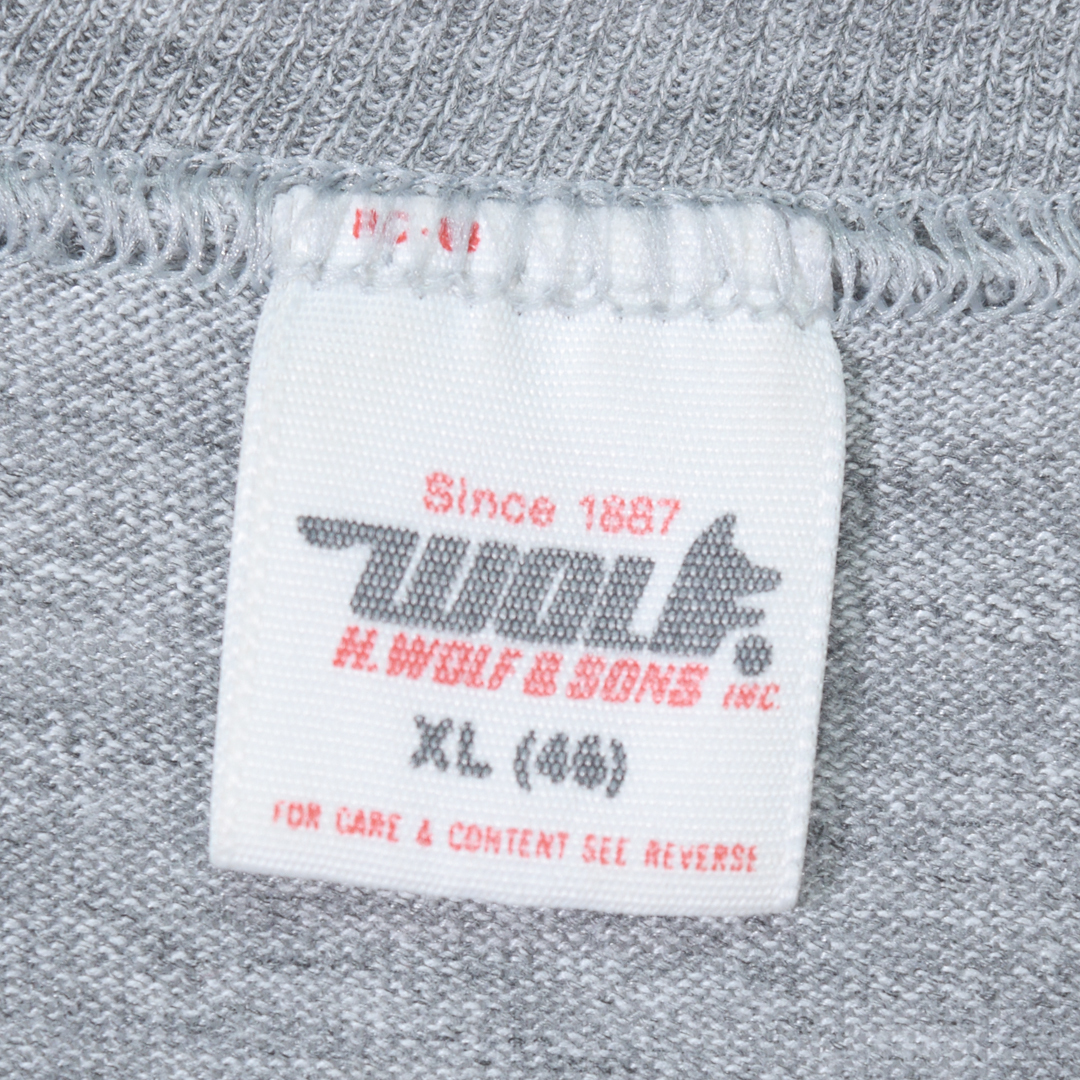 Since 1887
WOLF
H. WOLF & SONS INC.
XL (46)
FOR CARE & CONTENT SEE REVERSE